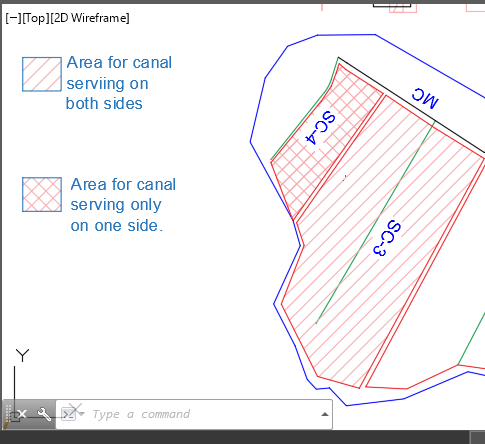 [−][Top][2D Wireframe]
Area for canal
serviing on
both sides
MC
SC-4
Area for canal
serving only
on one side.
SC-3
Y
Type a command